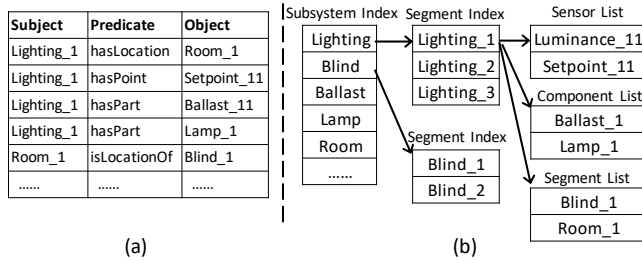 Subject Predicate Object
Lighting_1 hasLocation Room_1
Lighting_1 hasPoint Setpoint_11
Lighting_1 hasPart Ballast_11
Lighting_1 hasPart Lamp_1
Room_1 isLocationOf Blind_1
...... ...... ......
(a)
Subsystem Index
Lighting
Blind
Ballast
Lamp
Room
......
Segment Index
Lighting_1
Lighting_2
Lighting_3
Segment Index
Blind_1
Blind_2
Sensor List
Luminance_11
Setpoint_11
Component List
Ballast_1
Lamp_1
Segment List
Blind_1
Room_1
(b)